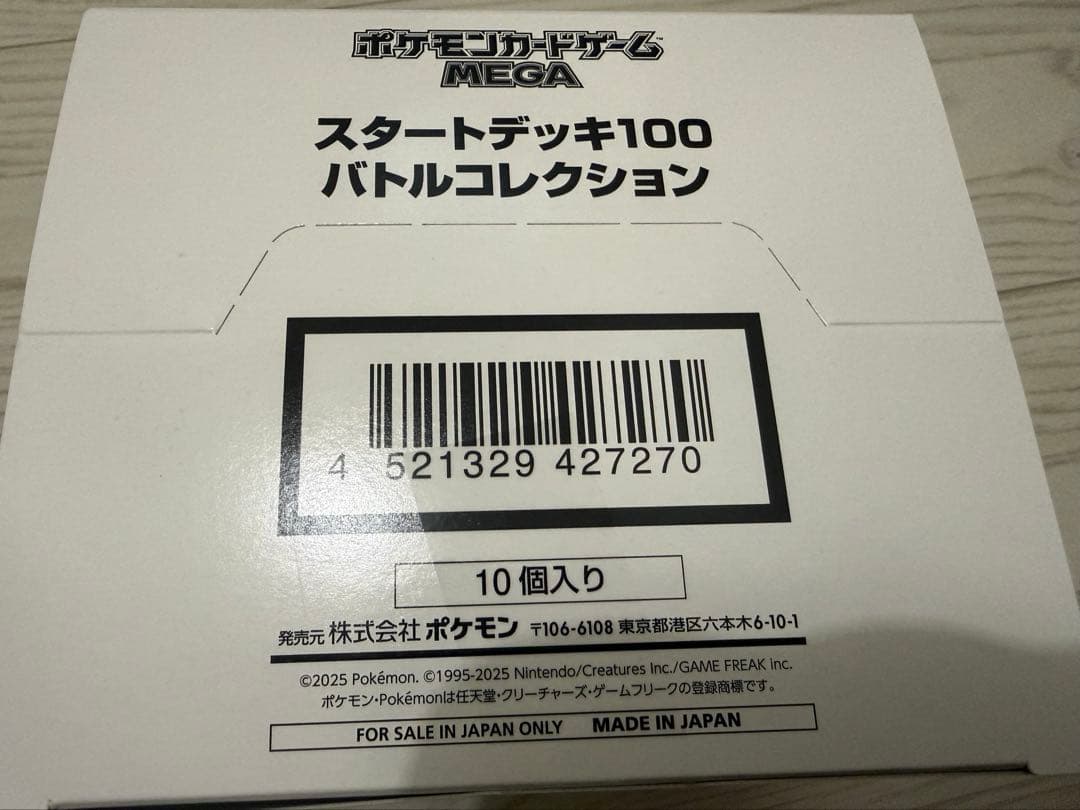 ポケモンカードゲーム™
MEGA
スタートデッキ100
バトルコレクション
4 521329 427270
10個入り
発売元 株式会社 ポケモン 〒106-6108 東京都港区六本木6-10-1
©2025 Pokémon. ©1995-2025 Nintendo/Creatures Inc./GAME FREAK inc.
ポケモン・Pokémonは任天堂・クリーチャーズ・ゲームフリークの登録商標です。
FOR SALE IN JAPAN ONLY MADE IN JAPAN